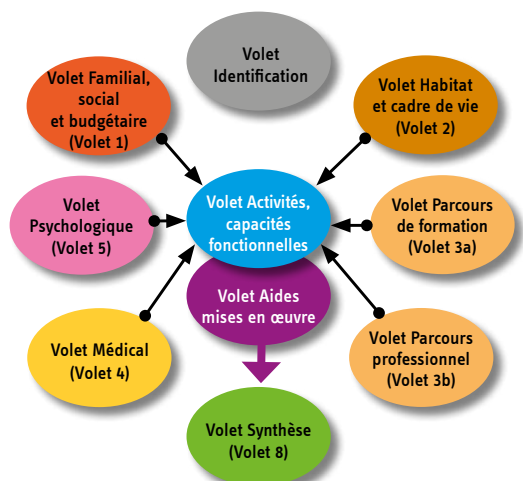 Volet
Identification
Volet Familial,
social
et budgétaire
(Volet 1)
Volet Habitat
et cadre de vie
(Volet 2)
Volet
Psychologique
(Volet 5)
Volet Activités,
capacités
fonctionnelles
Volet Parcours
de formation
(Volet 3a)
Volet Aides
mises en œuvre
Volet Médical
(Volet 4)
Volet Parcours
professionnel
(Volet 3b)
Volet Synthèse
(Volet 8)